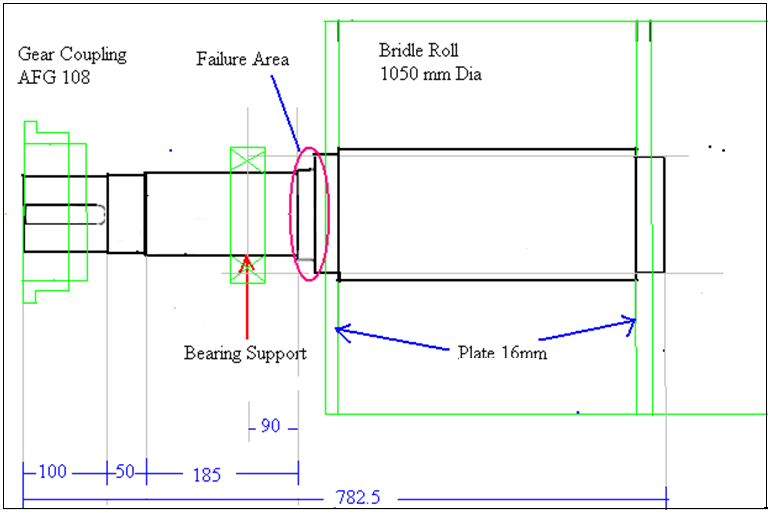 Gear Coupling
AFG 108
Failure Area
Bridle Roll
1050 mm Dia
Bearing Support
Plate 16mm
90
100
50
185
782.5